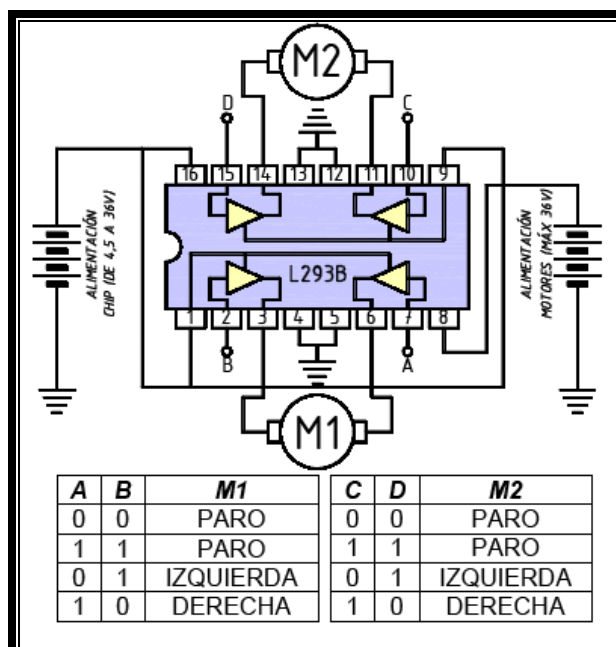 M2
D C
16 15 14 13 12 11 10 9
ALIMENTACIÓN
CHIP (DE 4,5 A 36V)
L293B
ALIMENTACIÓN
MOTORES (MÁX 36V)
1 2 3 4 5 6 7 8
B A
M1
A B M1
0 0 PARO
1 1 PARO
0 1 IZQUIERDA
1 0 DERECHA
C D M2
0 0 PARO
1 1 PARO
0 1 IZQUIERDA
1 0 DERECHA